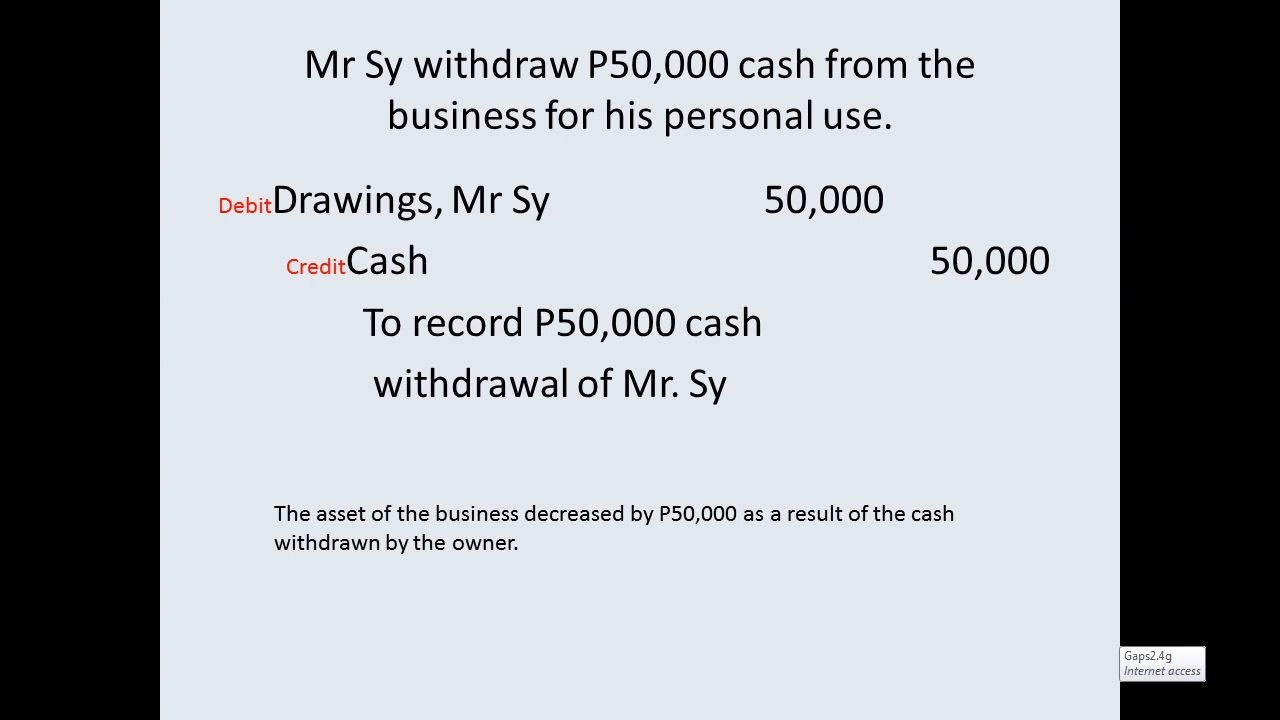 Mr Sy withdraw P50,000 cash from the
business for his personal use.
Debit Drawings, Mr Sy 50,000
Credit Cash 50,000
To record P50,000 cash
withdrawal of Mr. Sy
The asset of the business decreased by P50,000 as a result of the cash
withdrawn by the owner.
Gaps2.4g
Internet access